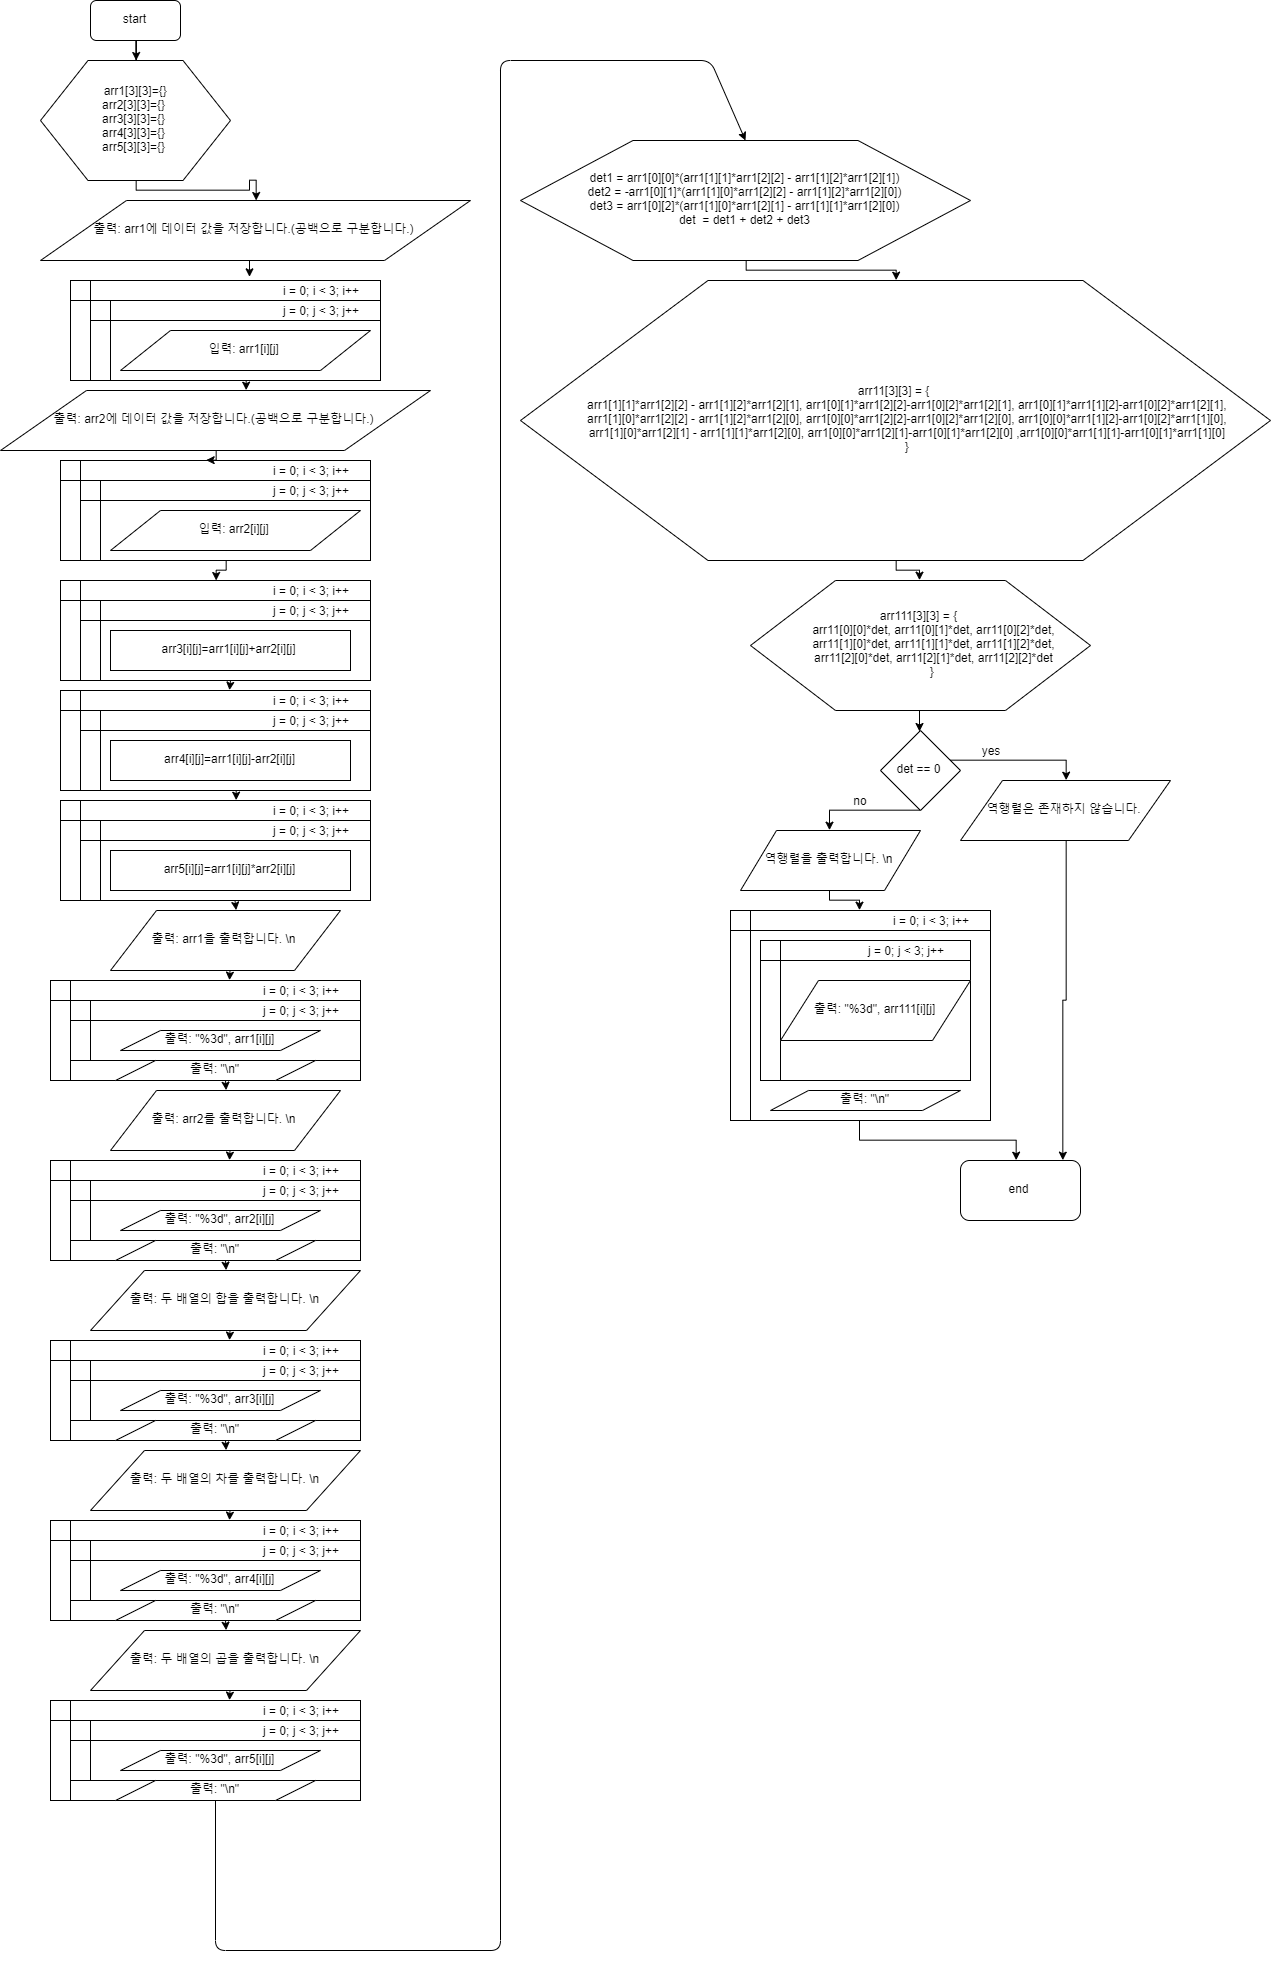 start
arr1[3][3]={}
arr2[3][3]={}
arr3[3][3]={}
arr4[3][3]={}
arr5[3][3]={}
출력: arr1에 데이터 값을 저장합니다.(공백으로 구분합니다.)
i = 0; i < 3; i++
j = 0; j < 3; j++
입력: arr1[i][j]
출력: arr2에 데이터 값을 저장합니다.(공백으로 구분합니다.)
i = 0; i < 3; i++
j = 0; j < 3; j++
입력: arr2[i][j]
i = 0; i < 3; i++
j = 0; j < 3; j++
arr3[i][j]=arr1[i][j]+arr2[i][j]
i = 0; i < 3; i++
j = 0; j < 3; j++
arr4[i][j]=arr1[i][j]-arr2[i][j]
i = 0; i < 3; i++
j = 0; j < 3; j++
arr5[i][j]=arr1[i][j]*arr2[i][j]
출력: arr1을 출력합니다. \n
i = 0; i < 3; i++
j = 0; j < 3; j++
출력: "%3d", arr1[i][j]
출력: "\n"
출력: arr2를 출력합니다. \n
i = 0; i < 3; i++
j = 0; j < 3; j++
출력: "%3d", arr2[i][j]
출력: "\n"
출력: 두 배열의 합을 출력합니다. \n
i = 0; i < 3; i++
j = 0; j < 3; j++
출력: "%3d", arr3[i][j]
출력: "\n"
출력: 두 배열의 차를 출력합니다. \n
i = 0; i < 3; i++
j = 0; j < 3; j++
출력: "%3d", arr4[i][j]
출력: "\n"
출력: 두 배열의 곱을 출력합니다. \n
i = 0; i < 3; i++
j = 0; j < 3; j++
출력: "%3d", arr5[i][j]
출력: "\n"
det1 = arr1[0][0]*(arr1[1][1]*arr1[2][2] - arr1[1][2]*arr1[2][1])
det2 = -arr1[0][1]*(arr1[1][0]*arr1[2][2] - arr1[1][2]*arr1[2][0])
det3 = arr1[0][2]*(arr1[1][0]*arr1[2][1] - arr1[1][1]*arr1[2][0])
det = det1 + det2 + det3
arr11[3][3] = {
arr1[1][1]*arr1[2][2] - arr1[1][2]*arr1[2][1], arr1[0][1]*arr1[2][2]-arr1[0][2]*arr1[2][1], arr1[0][1]*arr1[1][2]-arr1[0][2]*arr1[2][1],
arr1[1][0]*arr1[2][2] - arr1[1][2]*arr1[2][0], arr1[0][0]*arr1[2][2]-arr1[0][2]*arr1[2][0], arr1[0][0]*arr1[1][2]-arr1[0][2]*arr1[1][0],
arr1[1][0]*arr1[2][1] - arr1[1][1]*arr1[2][0], arr1[0][0]*arr1[2][1]-arr1[0][1]*arr1[2][0] ,arr1[0][0]*arr1[1][1]-arr1[0][1]*arr1[1][0]
}
arr111[3][3] = {
arr11[0][0]*det, arr11[0][1]*det, arr11[0][2]*det,
arr11[1][0]*det, arr11[1][1]*det, arr11[1][2]*det,
arr11[2][0]*det, arr11[2][1]*det, arr11[2][2]*det
}
det == 0
yes
역행렬은 존재하지 않습니다.
no
역행렬을 출력합니다. \n
i = 0; i < 3; i++
j = 0; j < 3; j++
출력: "%3d", arr111[i][j]
출력: "\n"
end